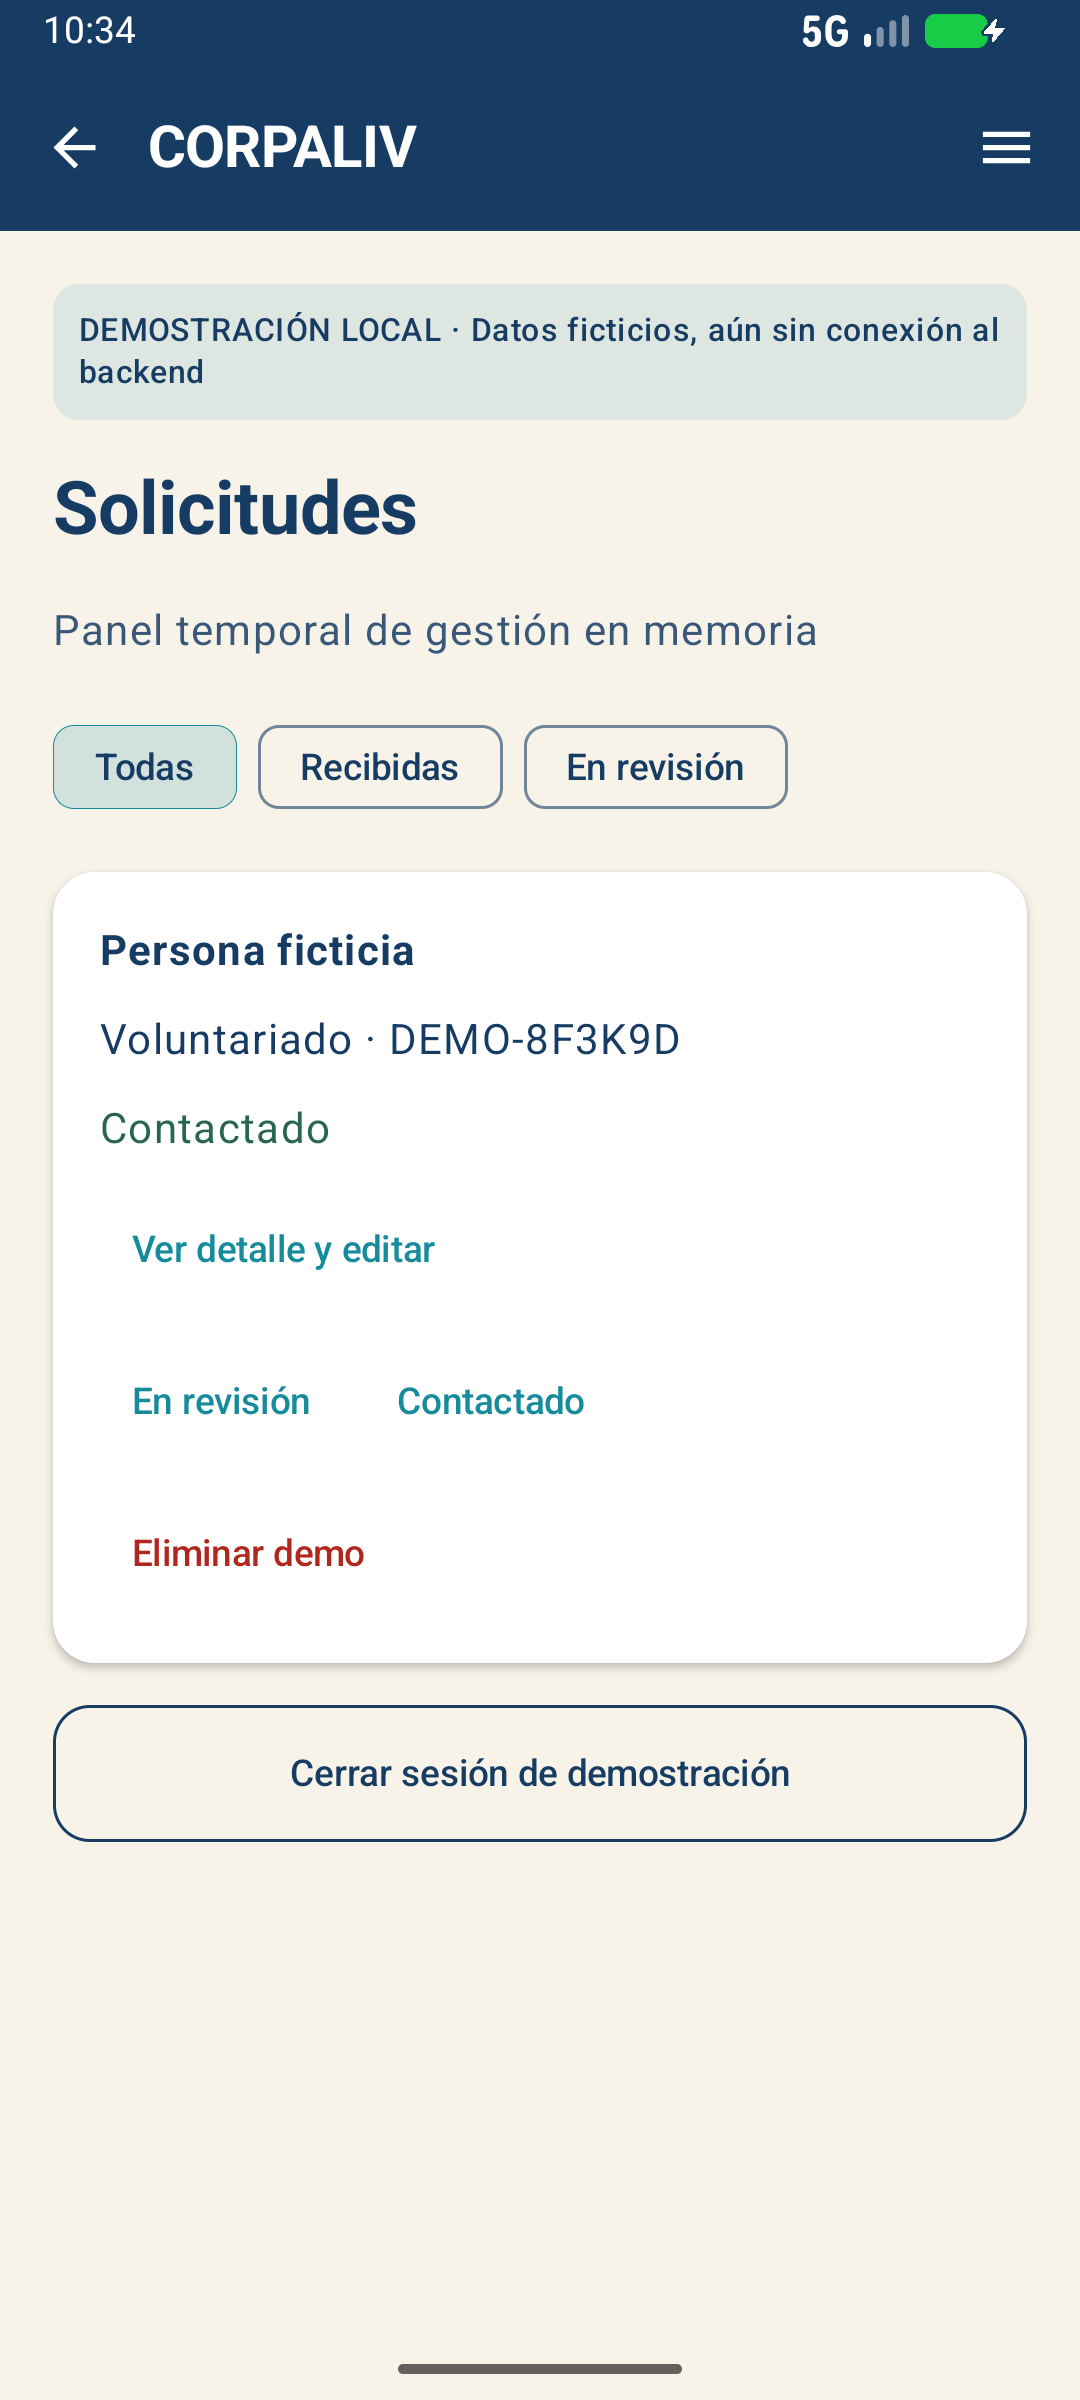 10:34
5G
CORPALIV
DEMOSTRACIÓN LOCAL · Datos ficticios, aún sin conexión al
backend
Solicitudes
Panel temporal de gestión en memoria
Todas
Recibidas
En revisión
Persona ficticia
Voluntariado · DEMO-8F3K9D
Contactado
Ver detalle y editar
En revisión
Contactado
Eliminar demo
Cerrar sesión de demostración